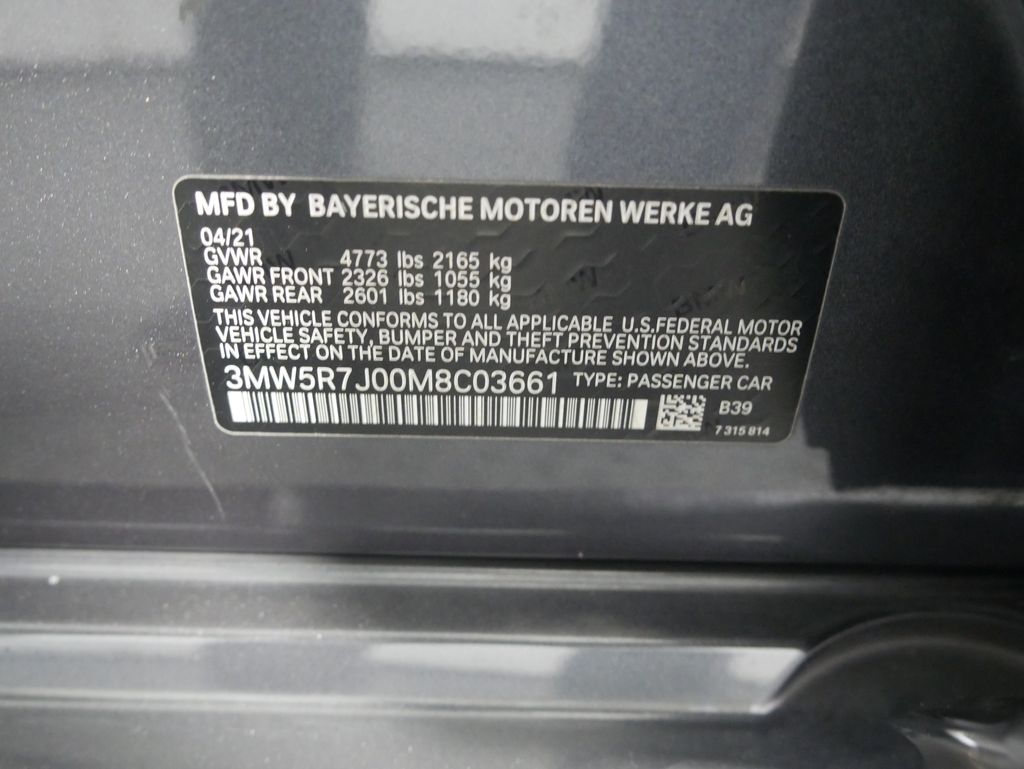 MFD BY BAYERISCHE MOTOREN WERKE AG
04/21
GVWR 4773 lbs 2165 kg
GAWR FRONT 2326 lbs 1055 kg
GAWR REAR 2601 lbs 1180 kg
THIS VEHICLE CONFORMS TO ALL APPLICABLE U.S.FEDERAL MOTOR
VEHICLE SAFETY, BUMPER AND THEFT PREVENTION STANDARDS
IN EFFECT ON THE DATE OF MANUFACTURE SHOWN ABOVE.
3MW5R7J00M8C03661 TYPE: PASSENGER CAR
B39
7 315 814